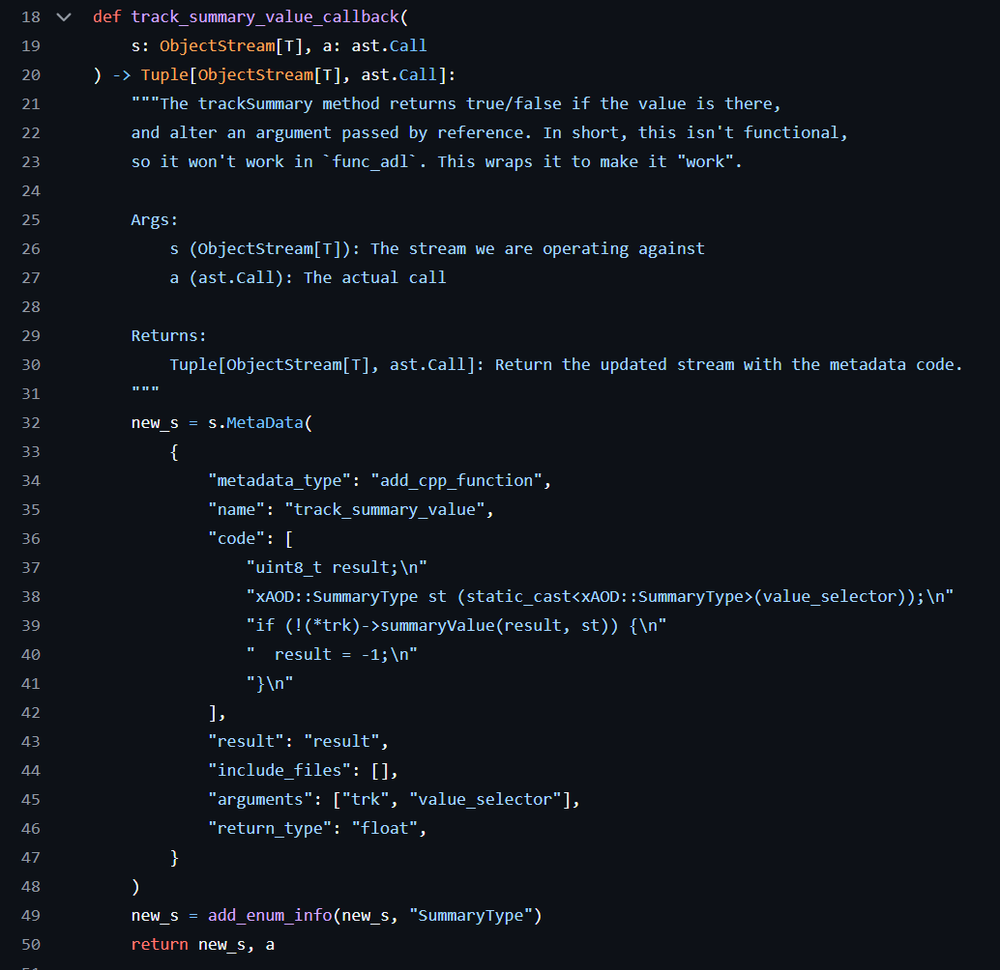 18 def track_summary_value_callback(
19     s: ObjectStream[T], a: ast.Call
20 ) -> Tuple[ObjectStream[T], ast.Call]:
21     """The trackSummary method returns true/false if the value is there,
22     and alter an argument passed by reference. In short, this isn't functional,
23     so it won't work in `func_adl`. This wraps it to make it "work".
24
25     Args:
26         s (ObjectStream[T]): The stream we are operating against
27         a (ast.Call): The actual call
28
29     Returns:
30         Tuple[ObjectStream[T], ast.Call]: Return the updated stream with the metadata code.
31     """
32     new_s = s.MetaData(
33         {
34             "metadata_type": "add_cpp_function",
35             "name": "track_summary_value",
36             "code": [
37                 "uint8_t result;\n"
38                 "xAOD::SummaryType st (static_cast<xAOD::SummaryType>(value_selector));\n"
39                 "if (!(*trk)->summaryValue(result, st)) {\n"
40                 "  result = -1;\n"
41                 "}\n"
42             ],
43             "result": "result",
44             "include_files": [],
45             "arguments": ["trk", "value_selector"],
46             "return_type": "float",
47         }
48     )
49     new_s = add_enum_info(new_s, "SummaryType")
50     return new_s, a